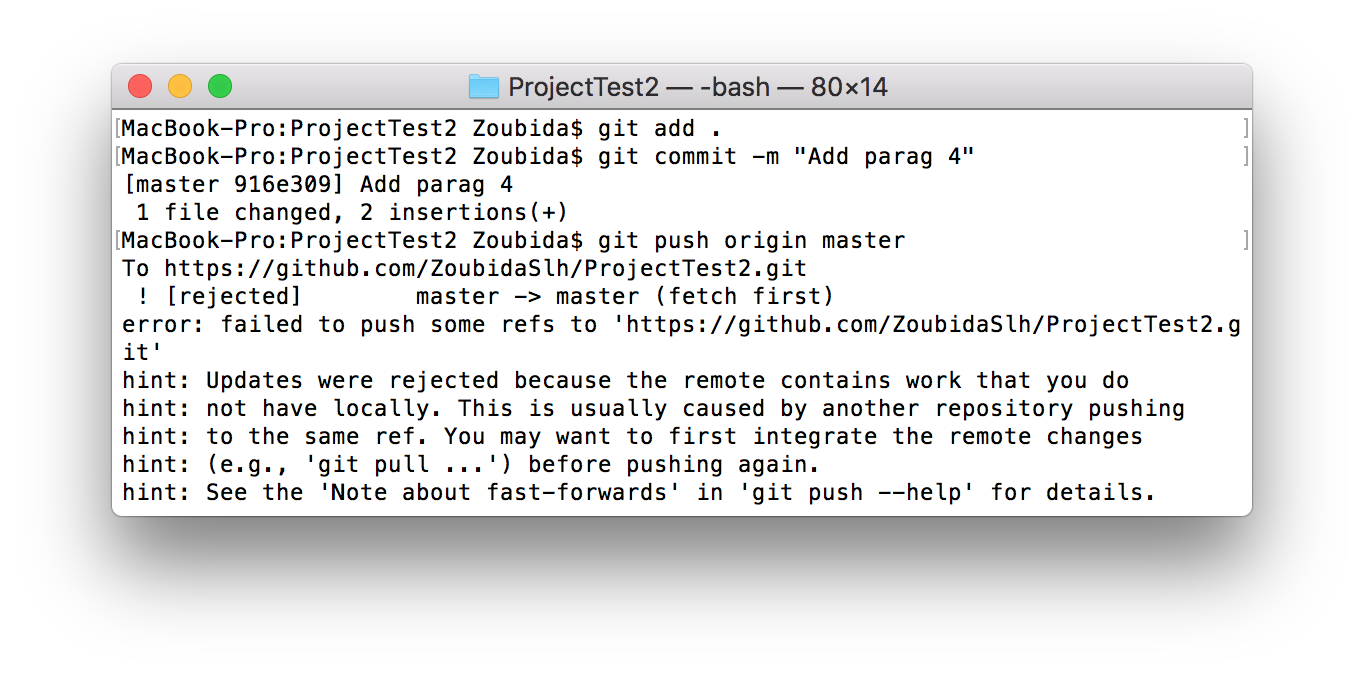 ProjectTest2 — -bash — 80×14
[MacBook-Pro:ProjectTest2 Zoubida$ git add . ]
[MacBook-Pro:ProjectTest2 Zoubida$ git commit -m "Add parag 4" ]
[master 916e309] Add parag 4
 1 file changed, 2 insertions(+)
[MacBook-Pro:ProjectTest2 Zoubida$ git push origin master ]
To https://github.com/ZoubidaSlh/ProjectTest2.git
 ! [rejected]        master -> master (fetch first)
error: failed to push some refs to 'https://github.com/ZoubidaSlh/ProjectTest2.g
it'
hint: Updates were rejected because the remote contains work that you do
hint: not have locally. This is usually caused by another repository pushing
hint: to the same ref. You may want to first integrate the remote changes
hint: (e.g., 'git pull ...') before pushing again.
hint: See the 'Note about fast-forwards' in 'git push --help' for details.